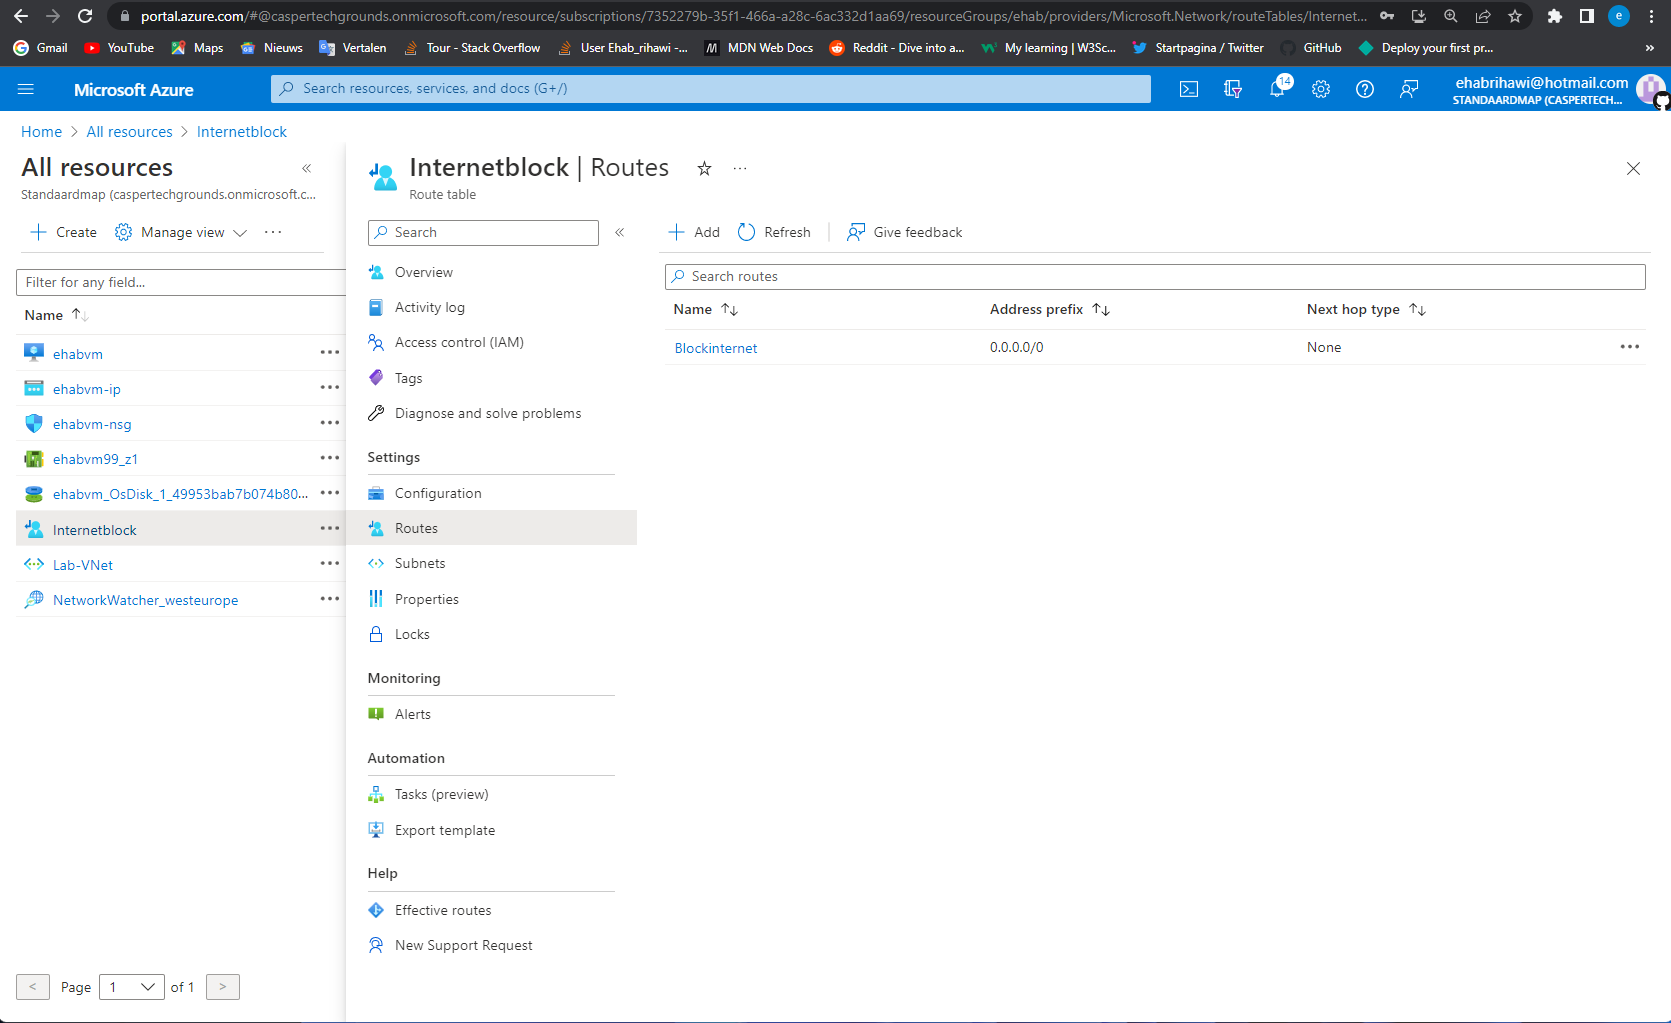 portal.azure.com/#@caspertechgrounds.onmicrosoft.com/resource/subscriptions/7352279b-35f1-466a-a28c-6ac332d1aa69/resourceGroups/ehab/providers/Microsoft.Network/routeTables/Internet...
e
Gmail YouTube Maps Nieuws Vertalen Tour - Stack Overflow User Ehab_rihawi -... MDN Web Docs Reddit - Dive into a... My learning | W3Sc... Startpagina / Twitter GitHub Deploy your first pr... »
Microsoft Azure
Search resources, services, and docs (G+/)
14
ehabrihawi@hotmail.com
STANDAARDMAP (CASPERTECH...
Home > All resources > Internetblock
All resources «
Standaardmap (caspertechgrounds.onmicrosoft.c...
+ Create Manage view ...
Filter for any field...
Name ↑↓
ehabvm ...
ehabvm-ip ...
ehabvm-nsg ...
ehabvm99_z1 ...
ehabvm_OsDisk_1_49953bab7b074b80... ...
Internetblock ...
Lab-VNet ...
NetworkWatcher_westeurope ...
< Page 1 of 1 >
Internetblock | Routes ...
Route table
Search «
Overview
Activity log
Access control (IAM)
Tags
Diagnose and solve problems
Settings
Configuration
Routes
Subnets
Properties
Locks
Monitoring
Alerts
Automation
Tasks (preview)
Export template
Help
Effective routes
New Support Request
+ Add Refresh Give feedback
Search routes
Name ↑↓ Address prefix ↑↓ Next hop type ↑↓
Blockinternet 0.0.0.0/0 None ...